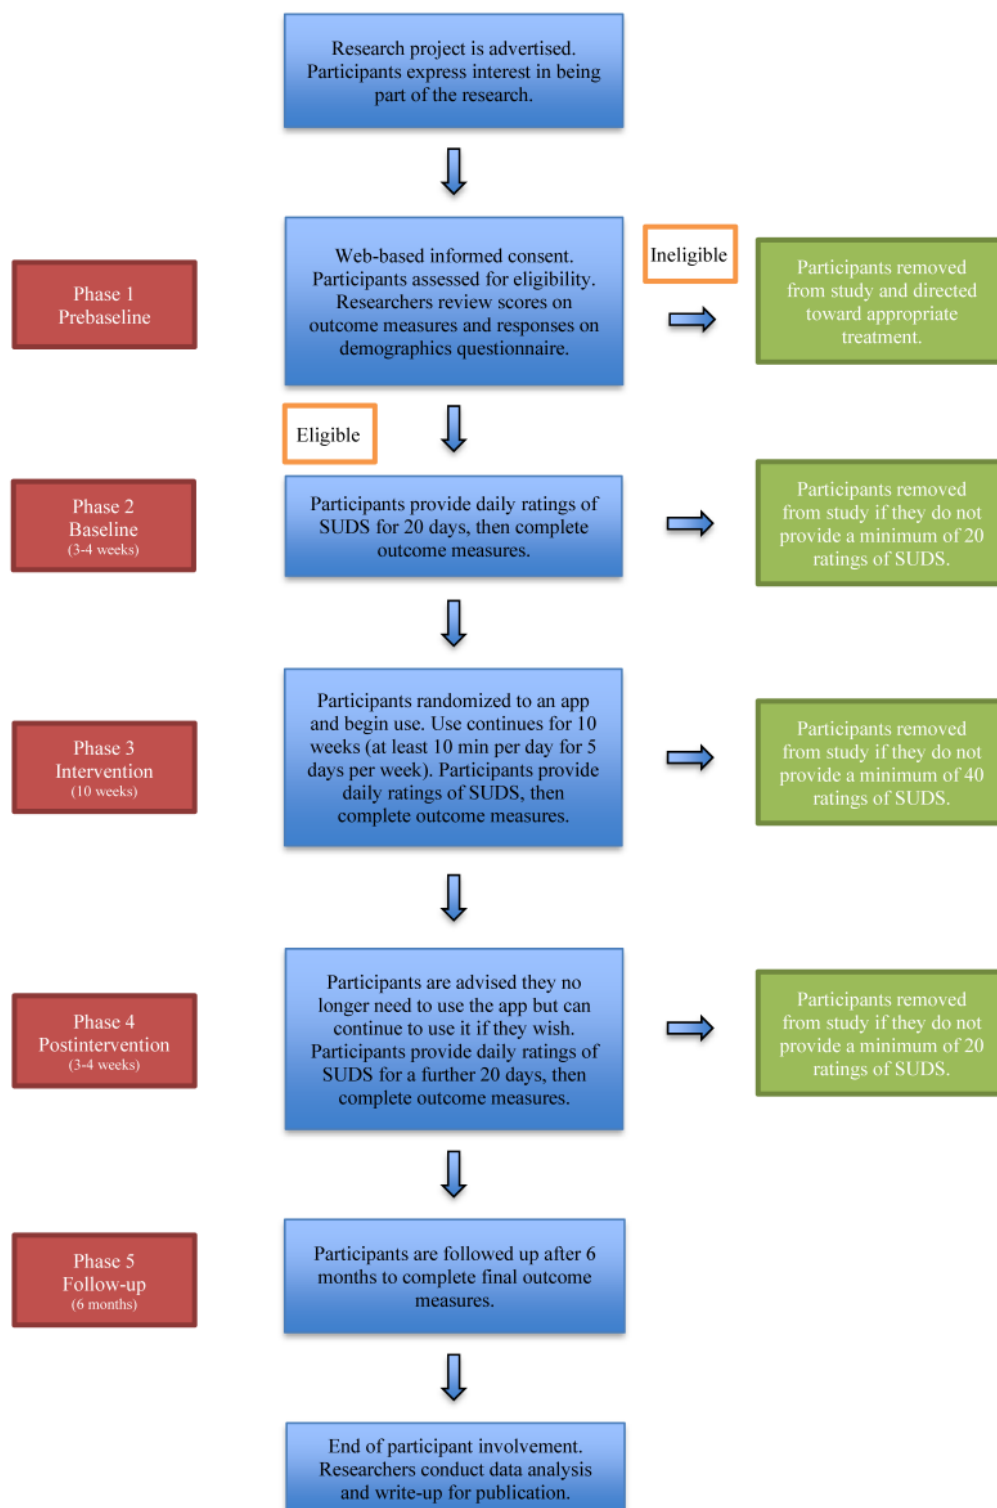 Research project is advertised.
Participants express interest in being
part of the research.
Phase 1
Prebaseline
Web-based informed consent.
Participants assessed for eligibility.
Researchers review scores on
outcome measures and responses on
demographics questionnaire.
Ineligible
Participants removed
from study and directed
toward appropriate
treatment.
Eligible
Phase 2
Baseline
(3-4 weeks)
Participants provide daily ratings of
SUDS for 20 days, then complete
outcome measures.
Participants removed
from study if they do not
provide a minimum of 20
ratings of SUDS.
Phase 3
Intervention
(10 weeks)
Participants randomized to an app
and begin use. Use continues for 10
weeks (at least 10 min per day for 5
days per week). Participants provide
daily ratings of SUDS, then
complete outcome measures.
Participants removed
from study if they do not
provide a minimum of 40
ratings of SUDS.
Phase 4
Postintervention
(3-4 weeks)
Participants are advised they no
longer need to use the app but can
continue to use it if they wish.
Participants provide daily ratings of
SUDS for a further 20 days, then
complete outcome measures.
Participants removed
from study if they do not
provide a minimum of 20
ratings of SUDS.
Phase 5
Follow-up
(6 months)
Participants are followed up after 6
months to complete final outcome
measures.
End of participant involvement.
Researchers conduct data analysis
and write-up for publication.